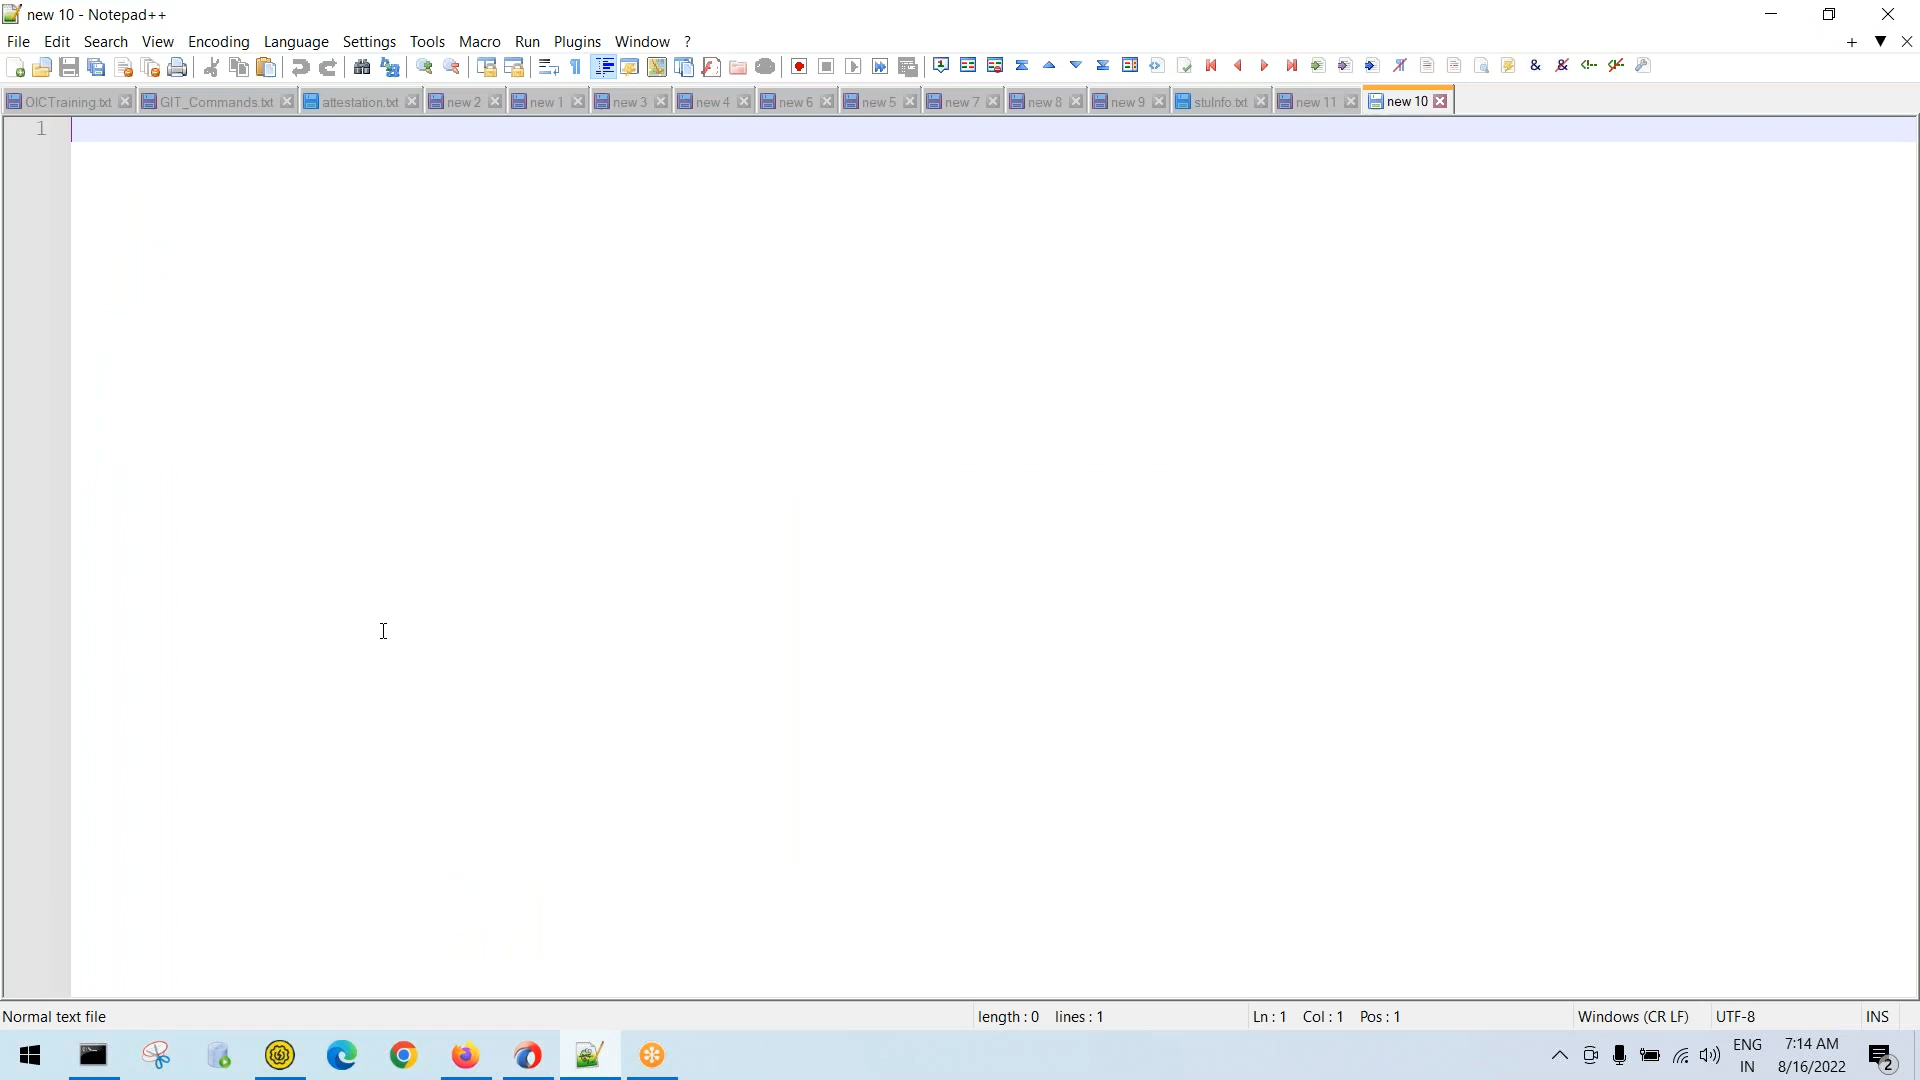 new 10 - Notepad++
File Edit Search View Encoding Language Settings Tools Macro Run Plugins Window ?
OICTraining.txt GIT_Commands.txt attestation.txt new 2 new 1 new 3 new 4 new 6 new 5 new 7 new 8 new 9 stuInfo.txt new 11 new 10
1
Normal text file length : 0 lines : 1 Ln : 1 Col : 1 Pos : 1 Windows (CR LF) UTF-8 INS
ENG 7:14 AM
IN 8/16/2022 2